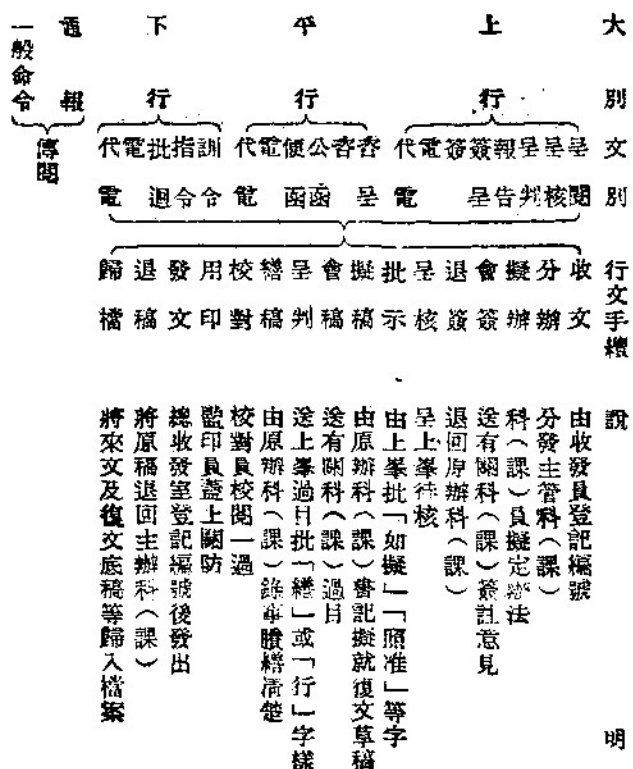 大別
上行
平行
下行
電報
一般命令
文別
呈閱
呈核
呈判
報告
簽呈
簽
電
代電
咨呈
咨
公函
便函
電
代電
訓令
指令
批迴
電
代電
傳閱
行文手續
收文
分辦
擬辦
會簽
退簽
呈核
批示
擬稿
會稿
呈判
繕稿
校對
用印
發文
退稿
歸檔
說明
由收發員登記編號
分發主管科（課）
科（課）員擬定辦法
送有關科（課）簽註意見
退回原辦科（課）
呈上峯待核
由上峯批「如擬」「照准」等字
由原辦科（課）書記擬就復文草稿
送有關科（課）過目
送上峯過目批「繕」或「行」字樣
由原辦科（課）錄事謄繕清楚
校對員校閱一過
監印員蓋上關防
總收發室登記編號後發出
將原稿退回主辦科（課）
將來文及復文底稿等歸入檔案